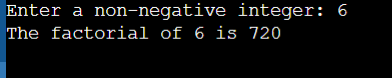 Enter a non-negative integer: 6
The factorial of 6 is 720